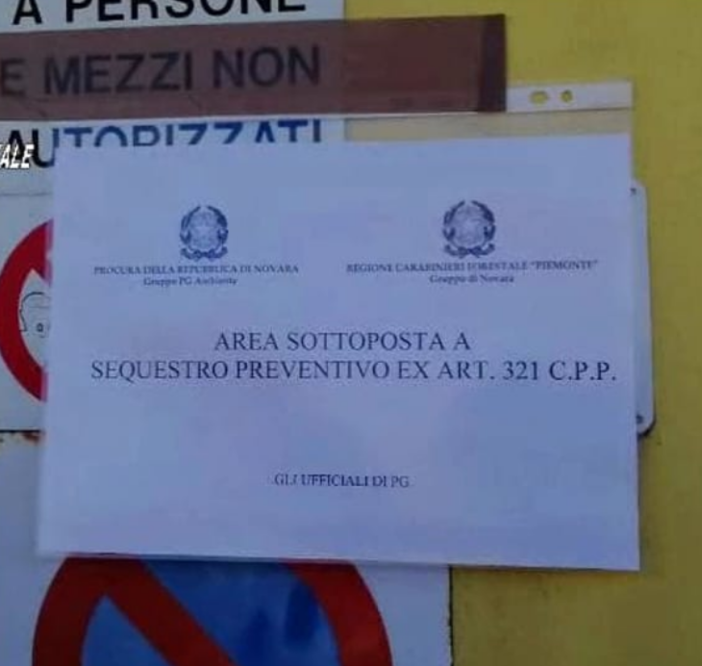 A PERSONE
E MEZZI NON
AUTORIZZATI
ALE
PROCURA DELLA REPUBBLICA DI NOVARA
Gruppo PG Ambiente
REGIONE CARABINIERI FORESTALE "PIEMONTE"
Gruppo di Novara
AREA SOTTOPOSTA A
SEQUESTRO PREVENTIVO EX ART. 321 C.P.P.
GLI UFFICIALI DI PG